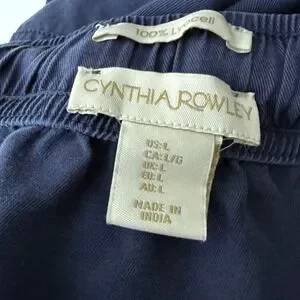 100% Lyocell
CYNTHIA ROWLEY
US: L
CA: L/G
UK: L
EU: L
AU: L
MADE IN
INDIA